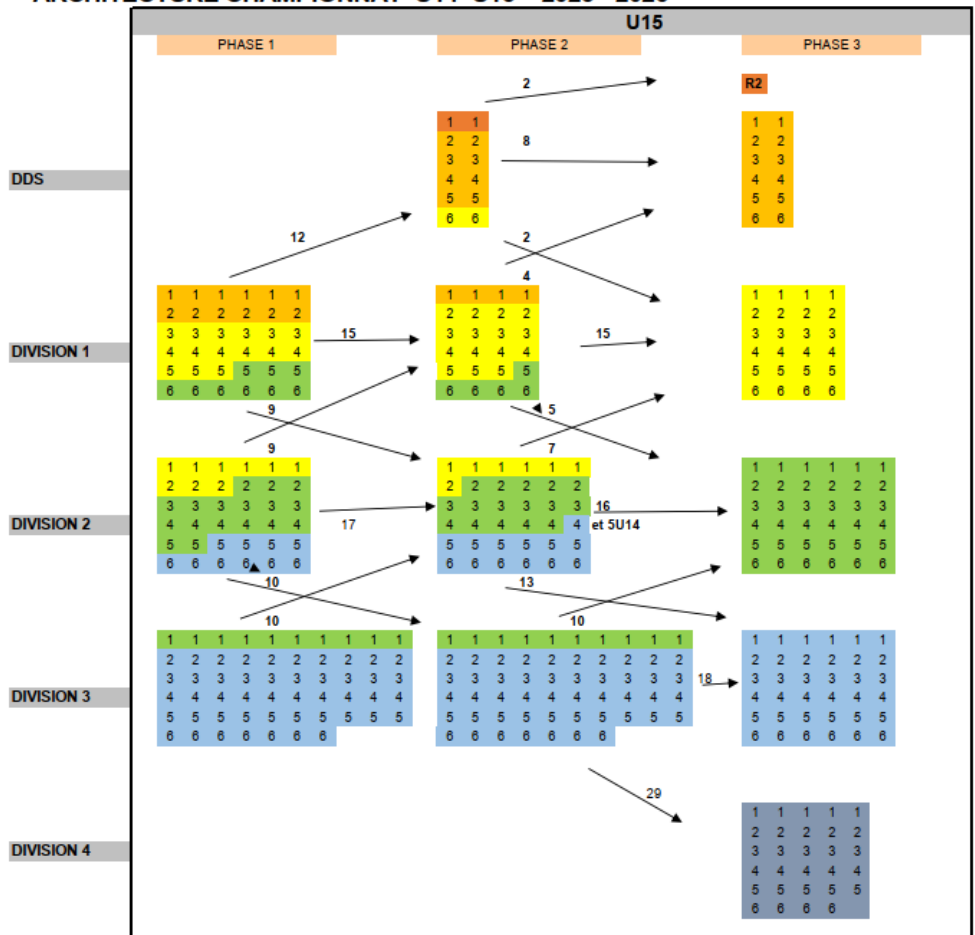 U15
PHASE 1 PHASE 2 PHASE 3
2 R2
1 1 1 1
2 2 8 2 2
3 3 3 3
DDS 4 4 4 4
5 5 5 5
6 6 6 6
12 2
4
1 1 1 1 1 1 1 1 1 1 1 1 1 1
2 2 2 2 2 2 2 2 2 2 2 2 2 2
3 3 3 3 3 3 15 3 3 3 3 15 3 3 3 3
DIVISION 1 4 4 4 4 4 4 4 4 4 4 4 4 4 4
5 5 5 5 5 5 5 5 5 5 5 5 5 5
6 6 6 6 6 6 6 6 6 6 6 6 6 6
9 5
9 7
1 1 1 1 1 1 1 1 1 1 1 1 1 1 1 1 1 1
2 2 2 2 2 2 2 2 2 2 2 2 2 2 2 2 2 2
3 3 3 3 3 3 3 3 3 3 3 3 16 3 3 3 3 3 3
DIVISION 2 4 4 4 4 4 4 17 4 4 4 4 4 4 et 5U14 4 4 4 4 4 4
5 5 5 5 5 5 5 5 5 5 5 5 5 5 5 5 5 5
6 6 6 6 6 6 6 6 6 6 6 6 6 6 6 6 6 6
10 13
10 10
1 1 1 1 1 1 1 1 1 1 1 1 1 1 1 1 1 1 1 1 1 1 1 1 1 1
2 2 2 2 2 2 2 2 2 2 2 2 2 2 2 2 2 2 2 2 2 2 2 2 2 2
3 3 3 3 3 3 3 3 3 3 3 3 3 3 3 3 3 3 3 3 18 3 3 3 3 3 3
DIVISION 3 4 4 4 4 4 4 4 4 4 4 4 4 4 4 4 4 4 4 4 4 4 4 4 4 4 4
5 5 5 5 5 5 5 5 5 5 5 5 5 5 5 5 5 5 5 5 5 5 5 5 5 5
6 6 6 6 6 6 6 6 6 6 6 6 6 6 6 6 6 6 6 6
29
1 1 1 1 1
2 2 2 2 2
DIVISION 4 3 3 3 3 3
4 4 4 4 4
5 5 5 5 5
6 6 6 6